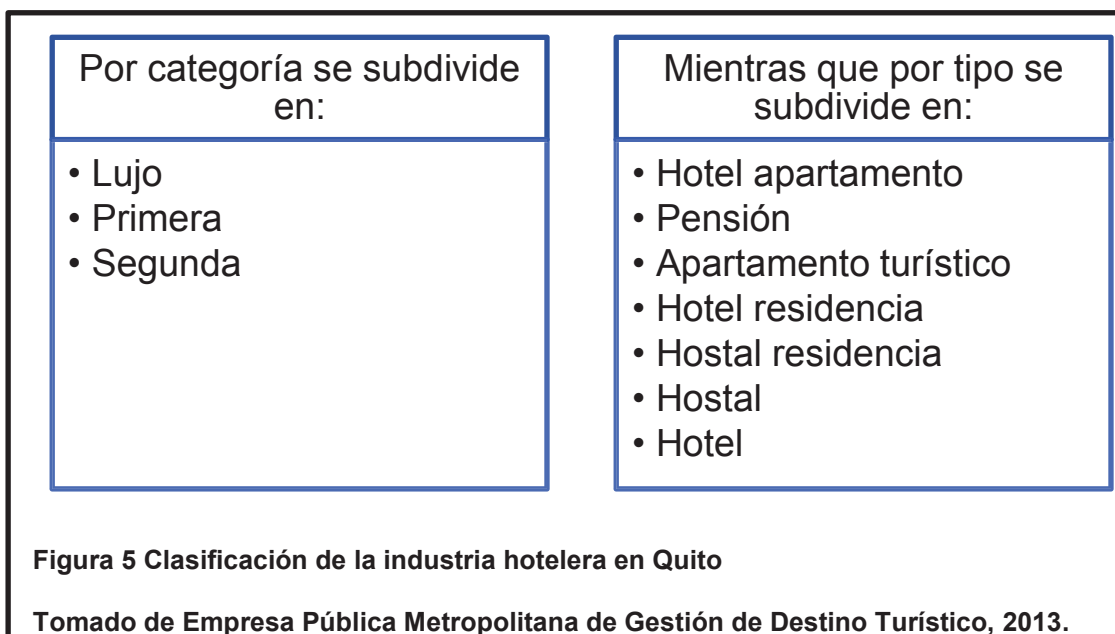 Por categoría se subdivide
en:
• Lujo
• Primera
• Segunda
Mientras que por tipo se
subdivide en:
• Hotel apartamento
• Pensión
• Apartamento turístico
• Hotel residencia
• Hostal residencia
• Hostal
• Hotel
Figura 5 Clasificación de la industria hotelera en Quito
Tomado de Empresa Pública Metropolitana de Gestión de Destino Turístico, 2013.